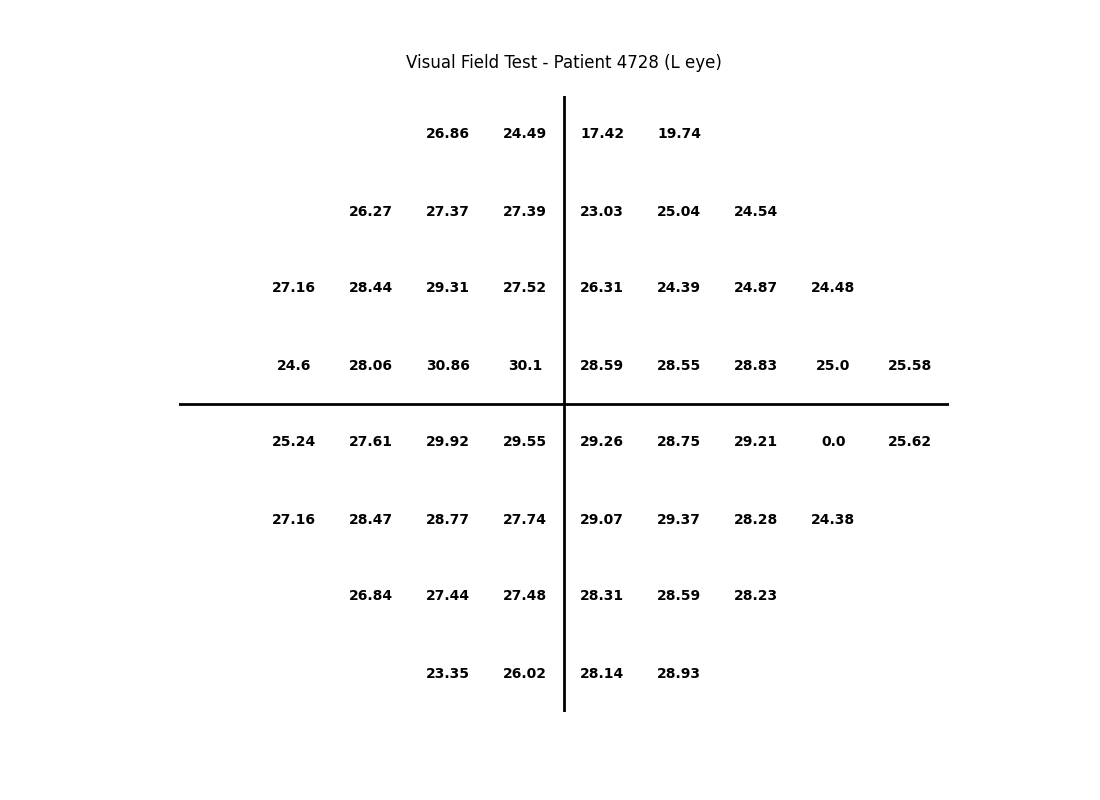 Visual Field Test - Patient 4728 (L eye)
26.86 24.49 17.42 19.74
26.27 27.37 27.39 23.03 25.04 24.54
27.16 28.44 29.31 27.52 26.31 24.39 24.87 24.48
24.6 28.06 30.86 30.1 28.59 28.55 28.83 25.0 25.58
25.24 27.61 29.92 29.55 29.26 28.75 29.21 0.0 25.62
27.16 28.47 28.77 27.74 29.07 29.37 28.28 24.38
26.84 27.44 27.48 28.31 28.59 28.23
23.35 26.02 28.14 28.93